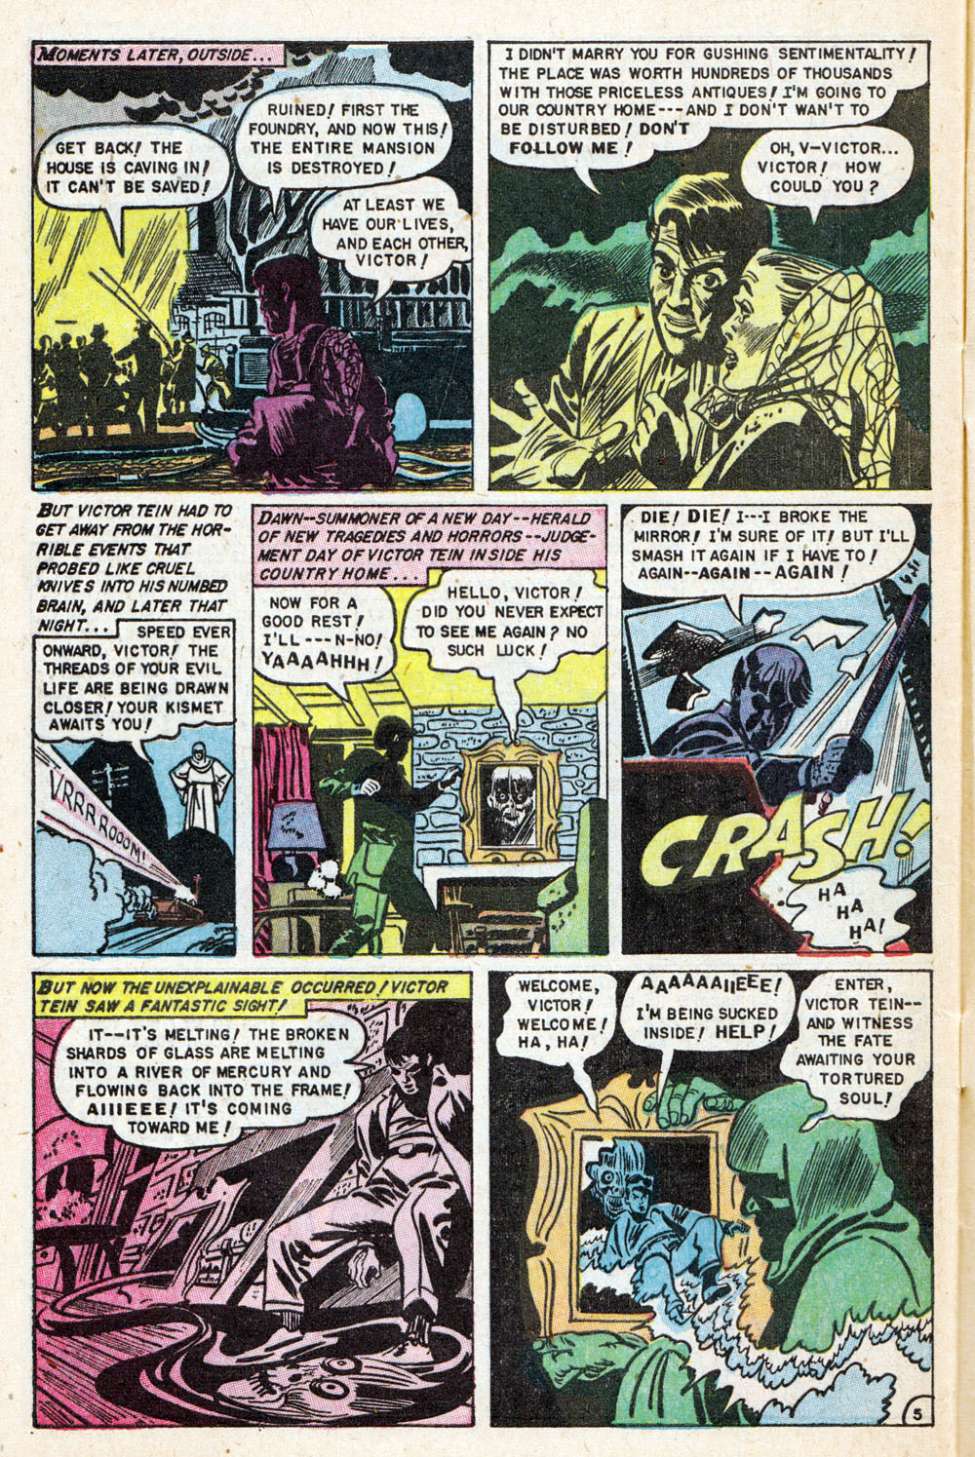 MOMENTS LATER, OUTSIDE...
GET BACK! THE
HOUSE IS CAVING IN!
IT CAN'T BE SAVED!
RUINED! FIRST THE
FOUNDRY, AND NOW THIS!
THE ENTIRE MANSION
IS DESTROYED!
AT LEAST WE
HAVE OUR LIVES,
AND EACH OTHER,
VICTOR!
I DIDN'T MARRY YOU FOR GUSHING SENTIMENTALITY!
THE PLACE WAS WORTH HUNDREDS OF THOUSANDS
WITH THOSE PRICELESS ANTIQUES! I'M GOING TO
OUR COUNTRY HOME---AND I DON'T WAN'T TO
BE DISTURBED! DON'T
FOLLOW ME!
OH, V-VICTOR...
VICTOR! HOW
COULD YOU?
BUT VICTOR TEIN HAD TO
GET AWAY FROM THE HOR-
RIBLE EVENTS THAT
PROBED LIKE CRUEL
KNIVES INTO HIS NUMBED
BRAIN, AND LATER THAT
NIGHT...
SPEED EVER
ONWARD, VICTOR! THE
THREADS OF YOUR EVIL
LIFE ARE BEING DRAWN
CLOSER! YOUR KISMET
AWAITS YOU!
VRRRROOOM!
DAWN--SUMMONER OF A NEW DAY--HERALD
OF NEW TRAGEDIES AND HORRORS--JUDGE-
MENT DAY OF VICTOR TEIN INSIDE HIS
COUNTRY HOME...
NOW FOR A
GOOD REST!
I'LL ---N-NO!
YAAAAHHH!
HELLO, VICTOR!
DID YOU NEVER EXPECT
TO SEE ME AGAIN? NO
SUCH LUCK!
DIE! DIE! I---I BROKE THE
MIRROR! I'M SURE OF IT! BUT I'LL
SMASH IT AGAIN IF I HAVE TO!
AGAIN--AGAIN--AGAIN!
CRASH!
HA
HA
HA!
BUT NOW THE UNEXPLAINABLE OCCURRED! VICTOR
TEIN SAW A FANTASTIC SIGHT!
IT--IT'S MELTING! THE BROKEN
SHARDS OF GLASS ARE MELTING
INTO A RIVER OF MERCURY AND
FLOWING BACK INTO THE FRAME!
AIIIEEE! IT'S COMING
TOWARD ME!
WELCOME,
VICTOR!
WELCOME!
HA, HA!
AAAAAAIIEEE!
I'M BEING SUCKED
INSIDE! HELP!
ENTER,
VICTOR TEIN--
AND WITNESS
THE FATE
AWAITING YOUR
TORTURED
SOUL!
5